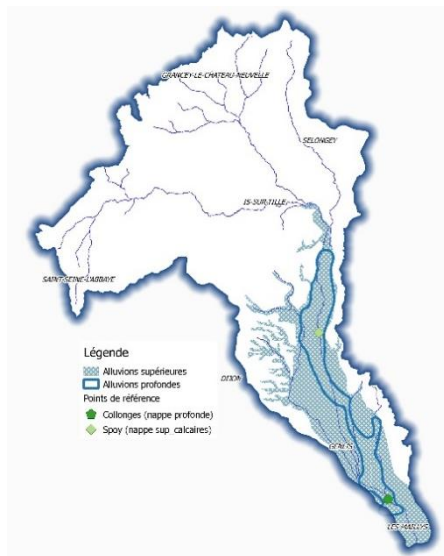 GRANCEY-LE-CHATEAU-NEUVELLE
SELONGEY
IS-SUR-TILLE
SAINT-SEINE-L'ABBAYE
Légende
Alluvions supérieures
Alluvions profondes
DIJON
Points de référence
Collonges (nappe profonde)
Spoy (nappe sup_calcaires)
GENLIS
LES MAILLYS